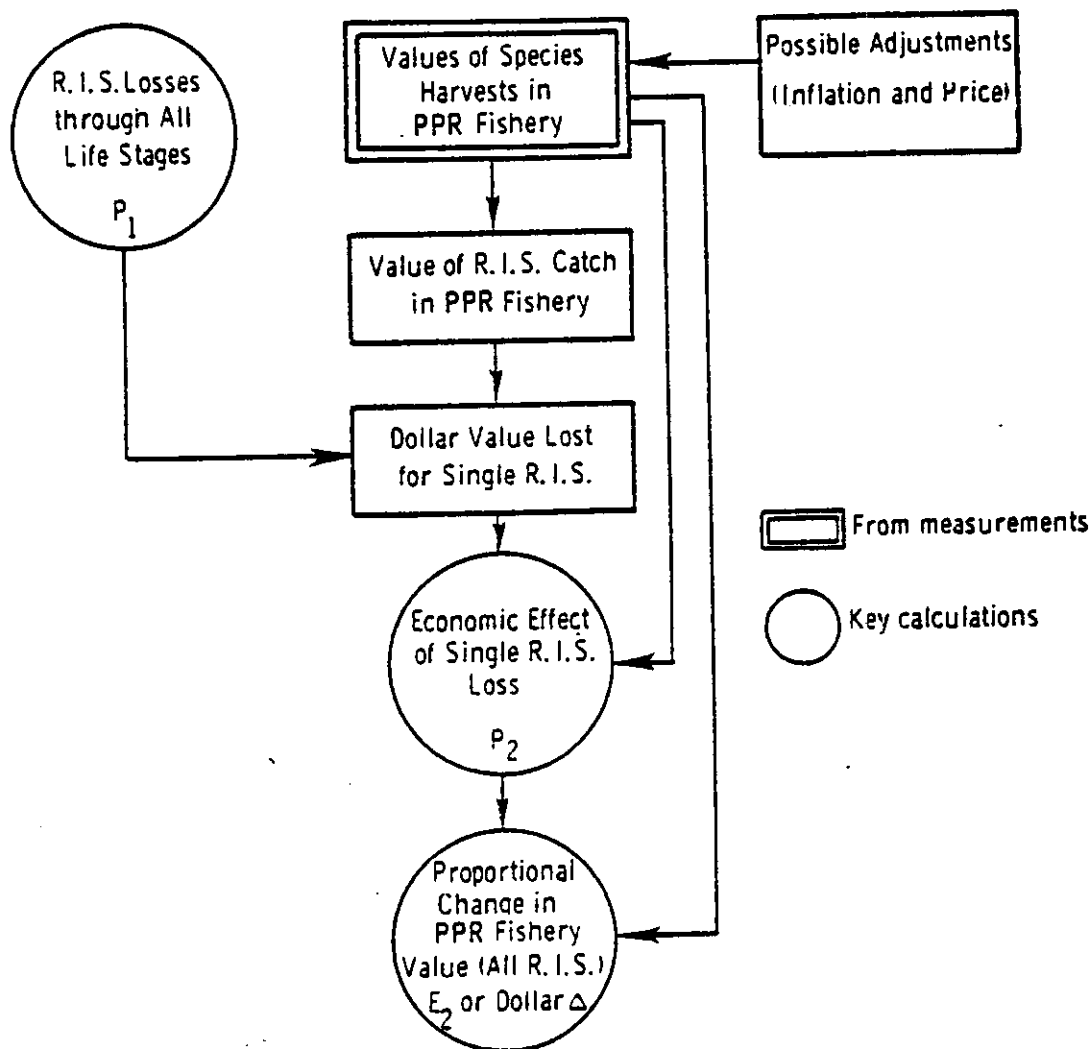 R.I.S. Losses
through All
Life Stages
P1
Values of Species
Harvests in
PPR Fishery
Possible Adjustments
(Inflation and Price)
Value of R.I.S. Catch
in PPR Fishery
Dollar Value Lost
for Single R.I.S.
Economic Effect
of Single R.I.S.
Loss
P2
From measurements
Key calculations
Proportional
Change in
PPR Fishery
Value (All R.I.S.)
E2 or Dollar Δ